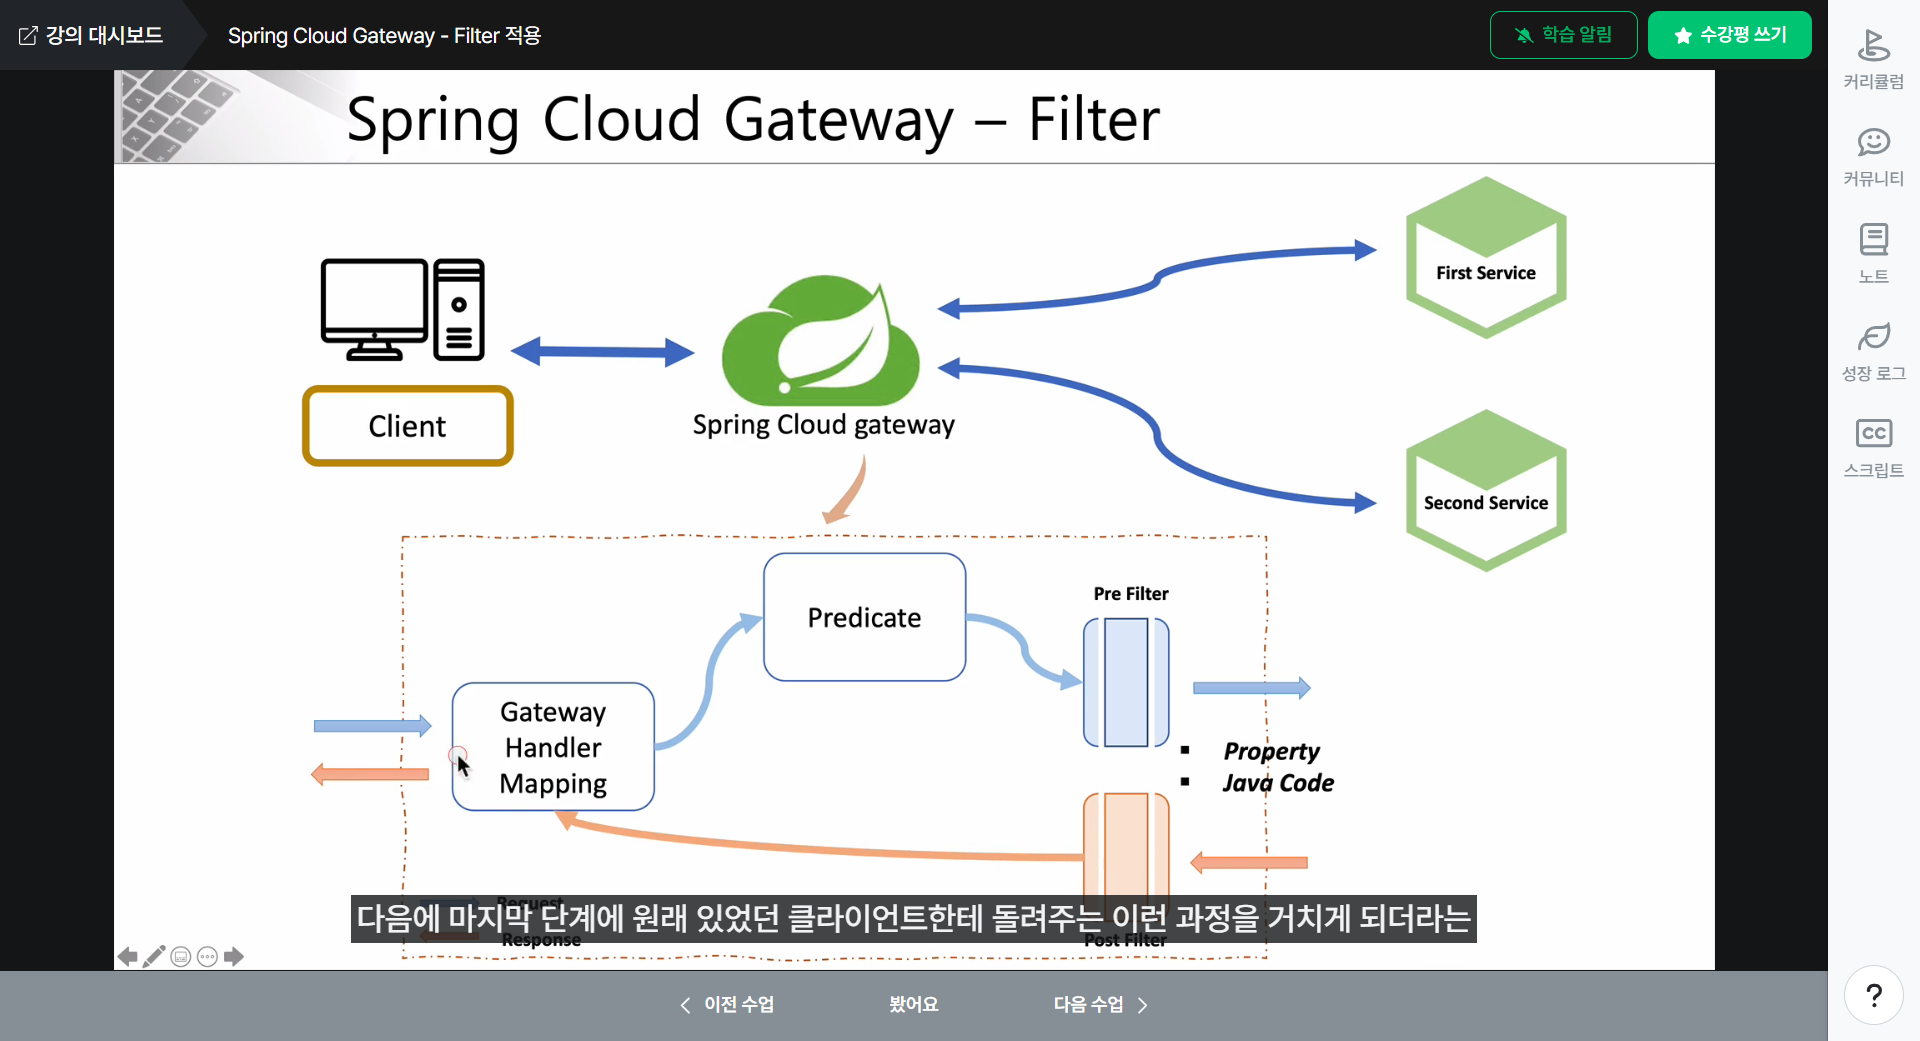 강의 대시보드
Spring Cloud Gateway - Filter 적용
학습 알림
수강평 쓰기
커리큘럼
커뮤니티
노트
성장 로그
CC
스크립트
Spring Cloud Gateway – Filter
First Service
Client
Spring Cloud gateway
Second Service
Predicate
Pre Filter
Gateway
Handler
Mapping
Property
Java Code
Request
다음에 마지막 단계에 원래 있었던 클라이언트한테 돌려주는 이런 과정을 거치게 되더라는
Response
Post Filter
이전 수업
봤어요
다음 수업
?